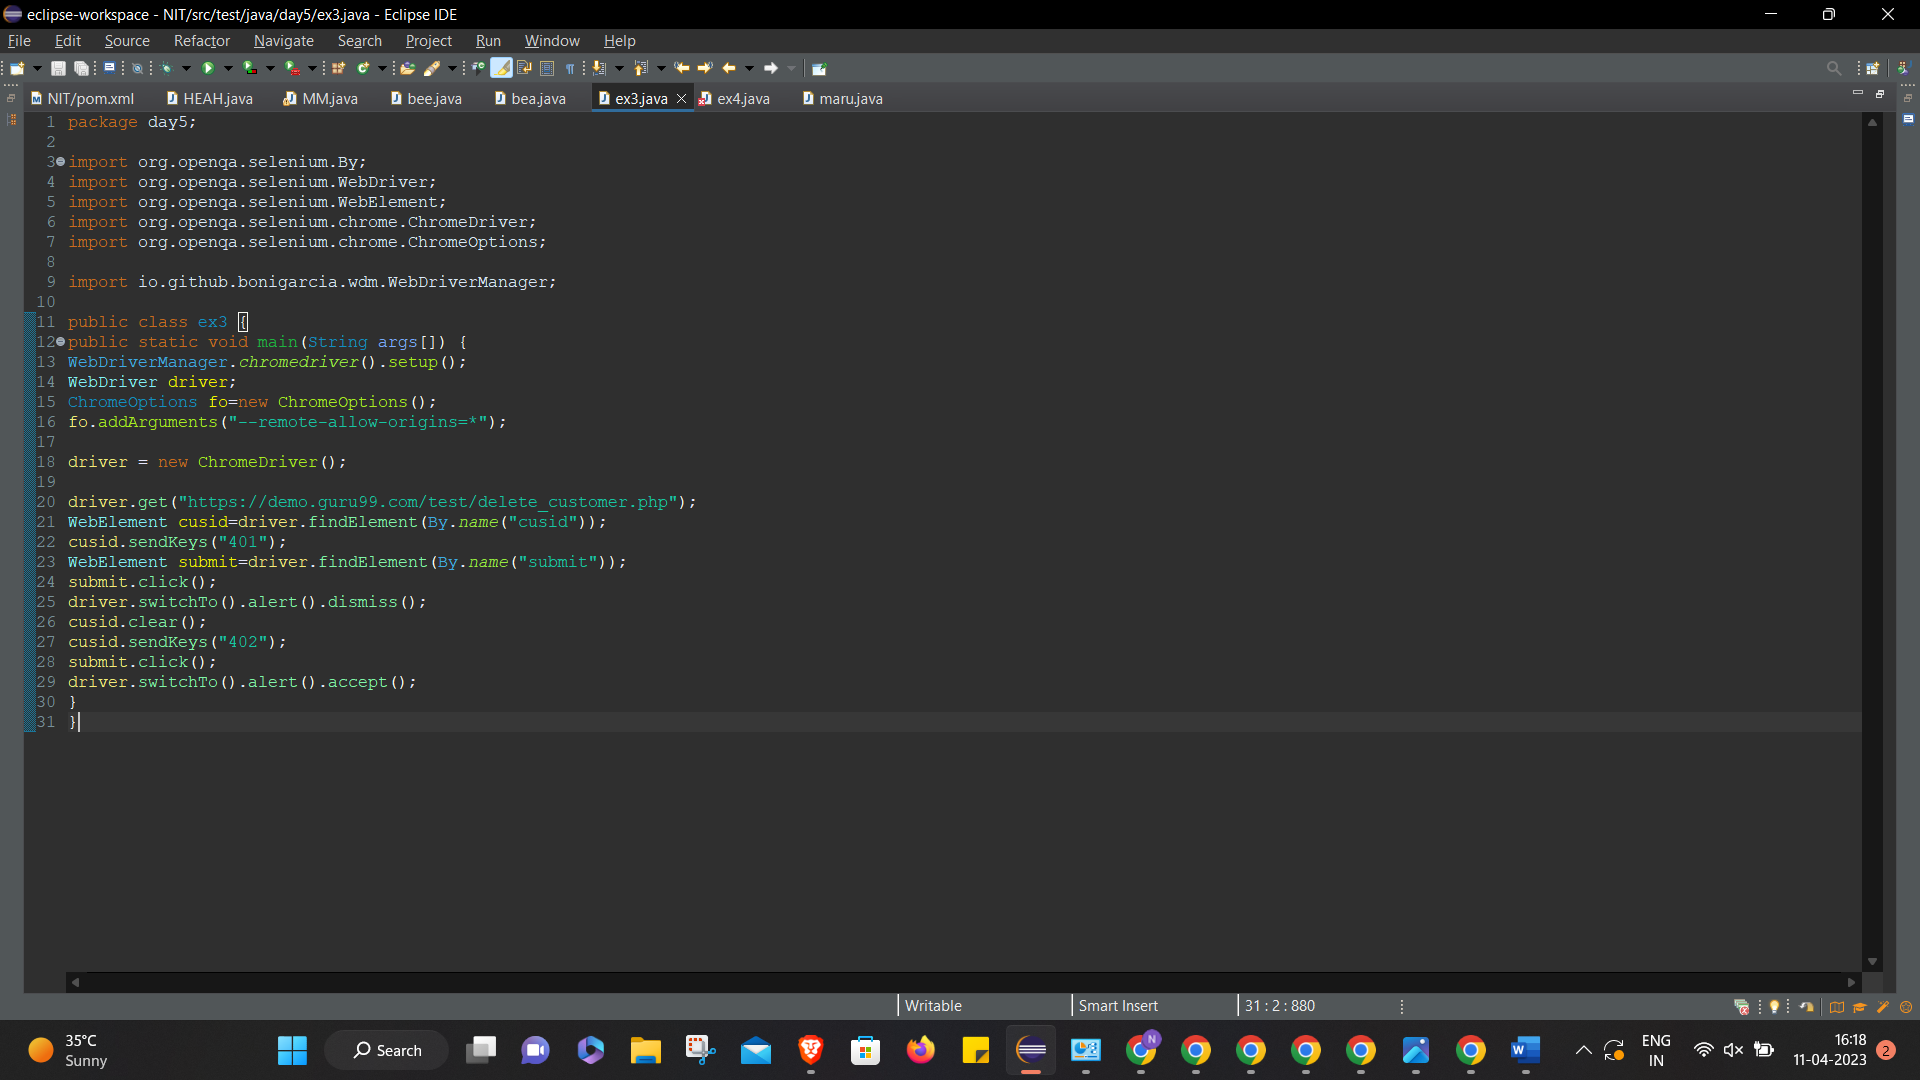 eclipse-workspace - NIT/src/test/java/day5/ex3.java - Eclipse IDE
File Edit Source Refactor Navigate Search Project Run Window Help
NIT/pom.xml HEAH.java MM.java bee.java bea.java ex3.java ex4.java maru.java
1 package day5;
2
3 import org.openqa.selenium.By;
4 import org.openqa.selenium.WebDriver;
5 import org.openqa.selenium.WebElement;
6 import org.openqa.selenium.chrome.ChromeDriver;
7 import org.openqa.selenium.chrome.ChromeOptions;
8
9 import io.github.bonigarcia.wdm.WebDriverManager;
10
11 public class ex3 {
12 public static void main(String args[]) {
13 WebDriverManager.chromedriver().setup();
14 WebDriver driver;
15 ChromeOptions fo=new ChromeOptions();
16 fo.addArguments("--remote-allow-origins=*");
17
18 driver = new ChromeDriver();
19
20 driver.get("https://demo.guru99.com/test/delete_customer.php");
21 WebElement cusid=driver.findElement(By.name("cusid"));
22 cusid.sendKeys("401");
23 WebElement submit=driver.findElement(By.name("submit"));
24 submit.click();
25 driver.switchTo().alert().dismiss();
26 cusid.clear();
27 cusid.sendKeys("402");
28 submit.click();
29 driver.switchTo().alert().accept();
30 }
31 }
Writable Smart Insert 31 : 2 : 880
35°C
Sunny
Search
N
W
ENG
IN
16:18
11-04-2023
2